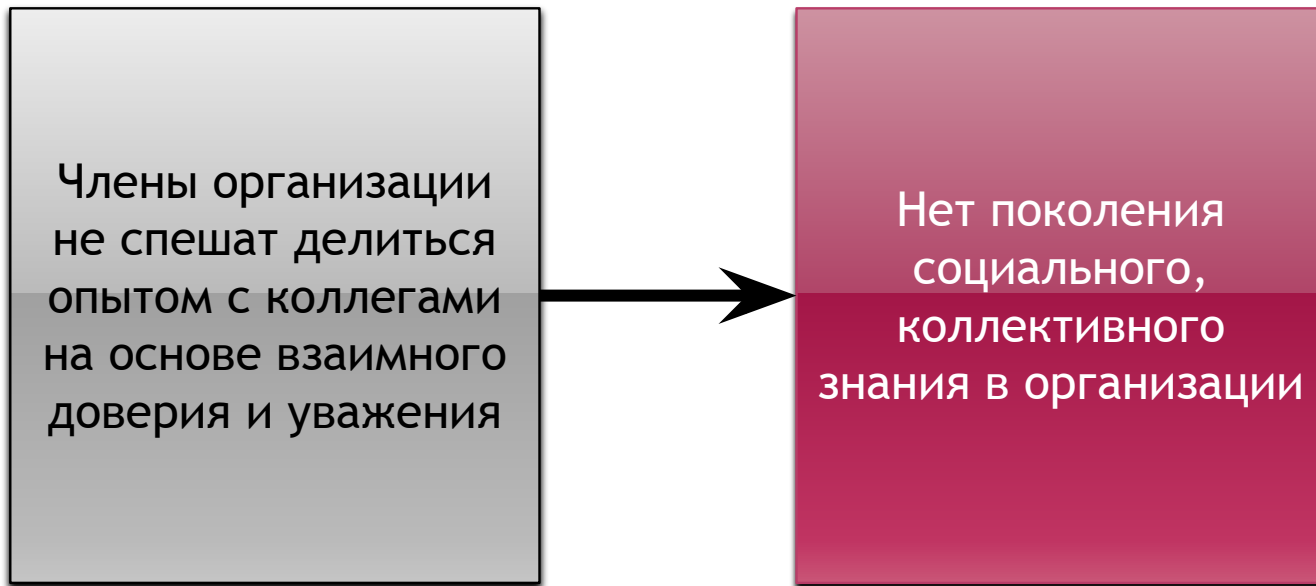 Члены организации
не спешат делиться
опытом с коллегами
на основе взаимного
доверия и уважения
Нет поколения
социального,
коллективного
знания в организации